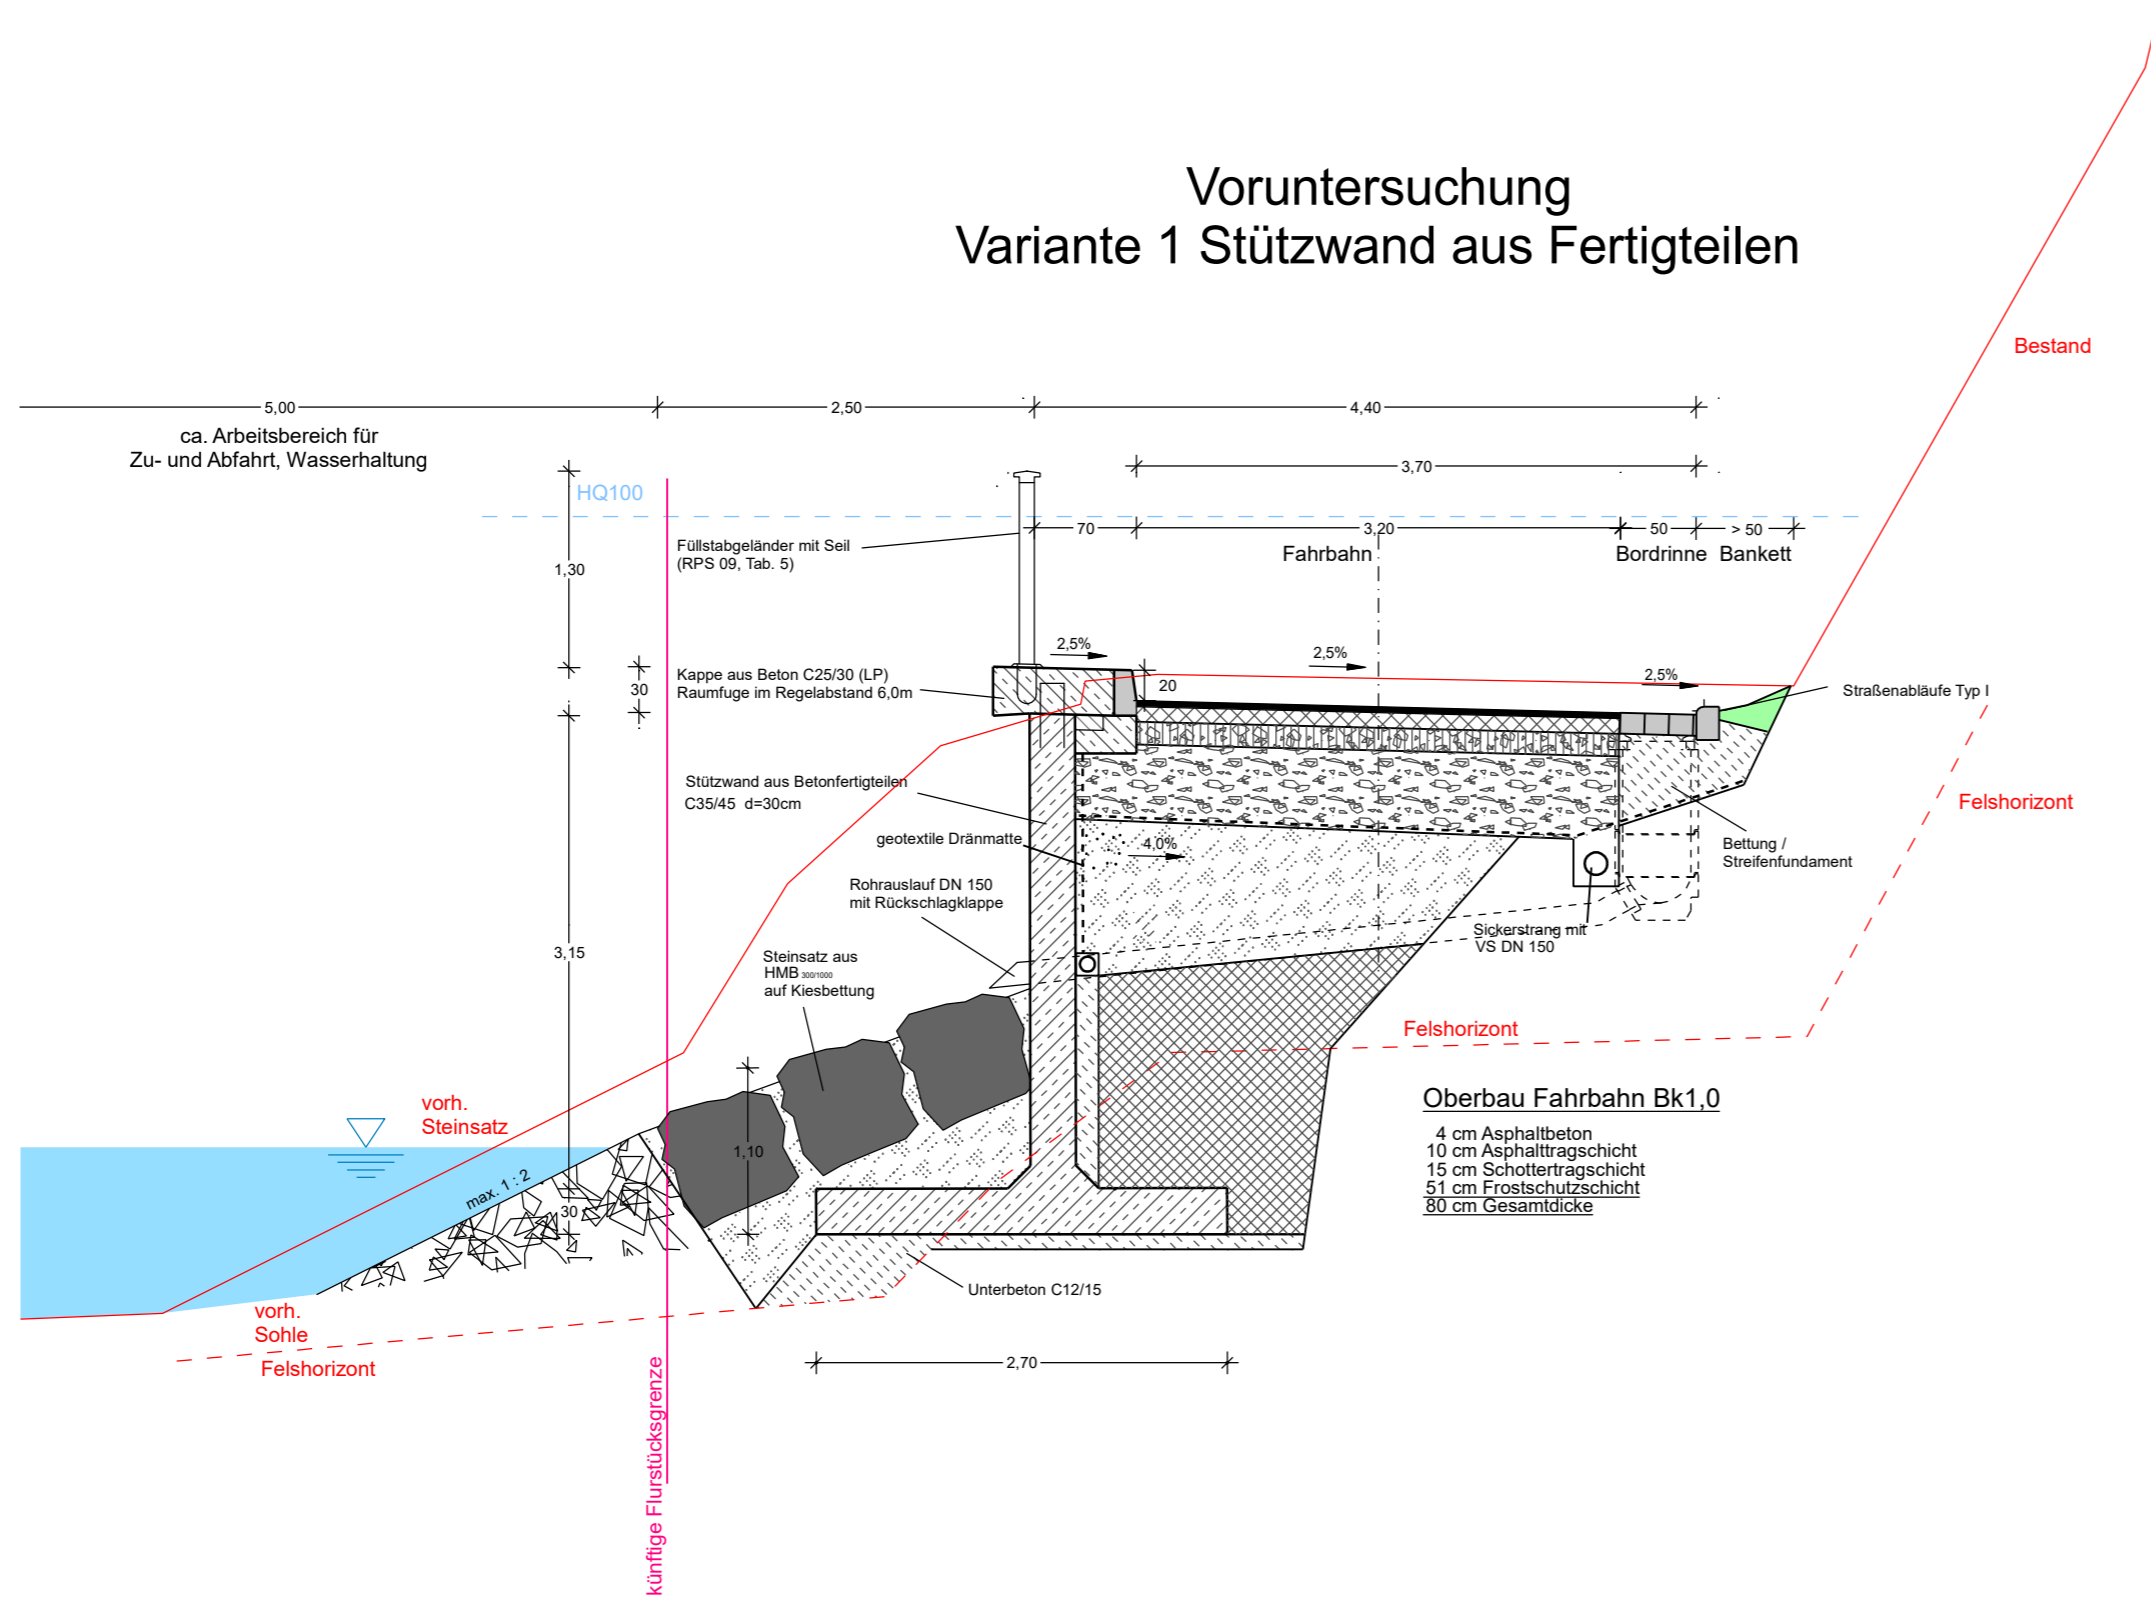 Voruntersuchung
Variante 1 Stützwand aus Fertigteilen
Bestand
5,00
2,50
4,40
ca. Arbeitsbereich für
Zu- und Abfahrt, Wasserhaltung
3,70
HQ100
70
3,20
50
> 50
Fahrbahn
Bordrinne
Bankett
Füllstabgeländer mit Seil
(RPS 09, Tab. 5)
1,30
2,5%
2,5%
2,5%
Kappe aus Beton C25/30 (LP)
Raumfuge im Regelabstand 6,0m
30
20
Straßenabläufe Typ I
Stützwand aus Betonfertigteilen
C35/45 d=30cm
Felshorizont
geotextile Dränmatte
4,0%
Bettung /
Streifenfundament
Rohrauslauf DN 150
mit Rückschlagklappe
Sickerstrang mit
VS DN 150
3,15
Steinsatz aus
HMB 300/1000
auf Kiesbettung
Felshorizont
vorh.
Steinsatz
1,10
Oberbau Fahrbahn Bk1,0
4 cm Asphaltbeton
10 cm Asphalttragschicht
15 cm Schottertragschicht
51 cm Frostschutzschicht
80 cm Gesamtdicke
max. 1 : 2
30
Unterbeton C12/15
vorh.
Sohle
Felshorizont
2,70
künftige Flurstücksgrenze